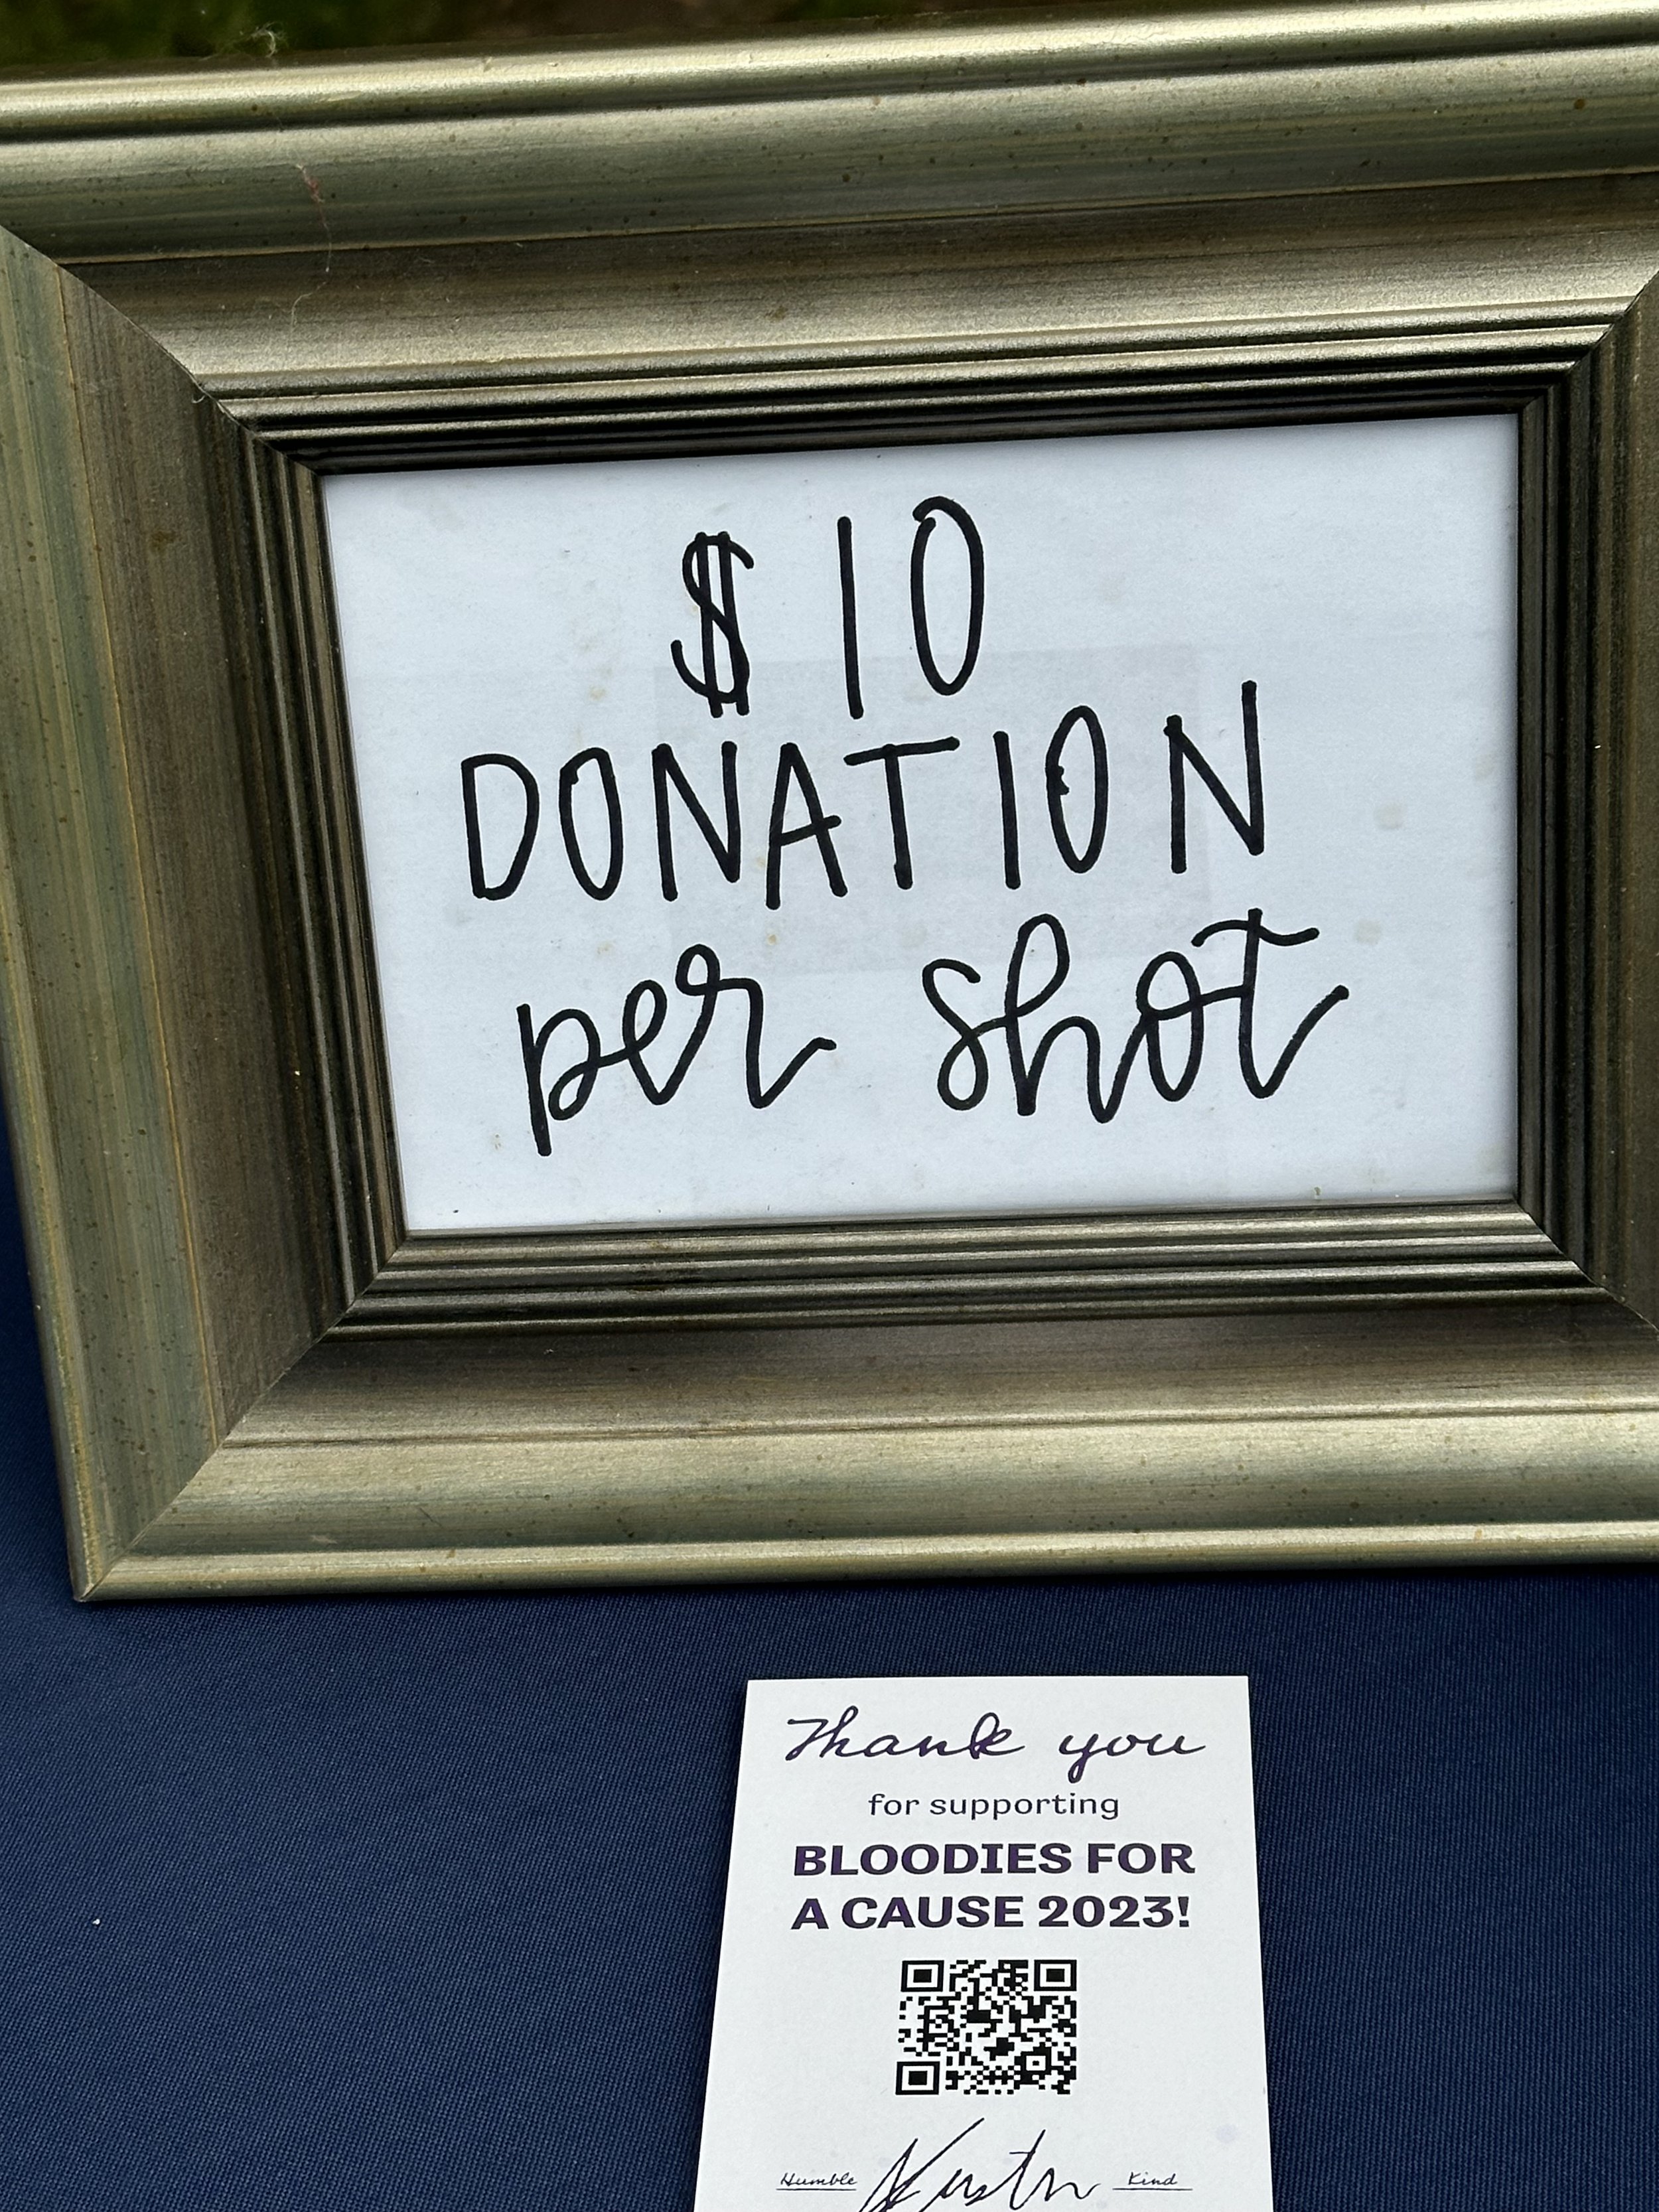 $10
DONATION
per shot
Thank you
for supporting
BLOODIES FOR
A CAUSE 2023!
Humble Kind